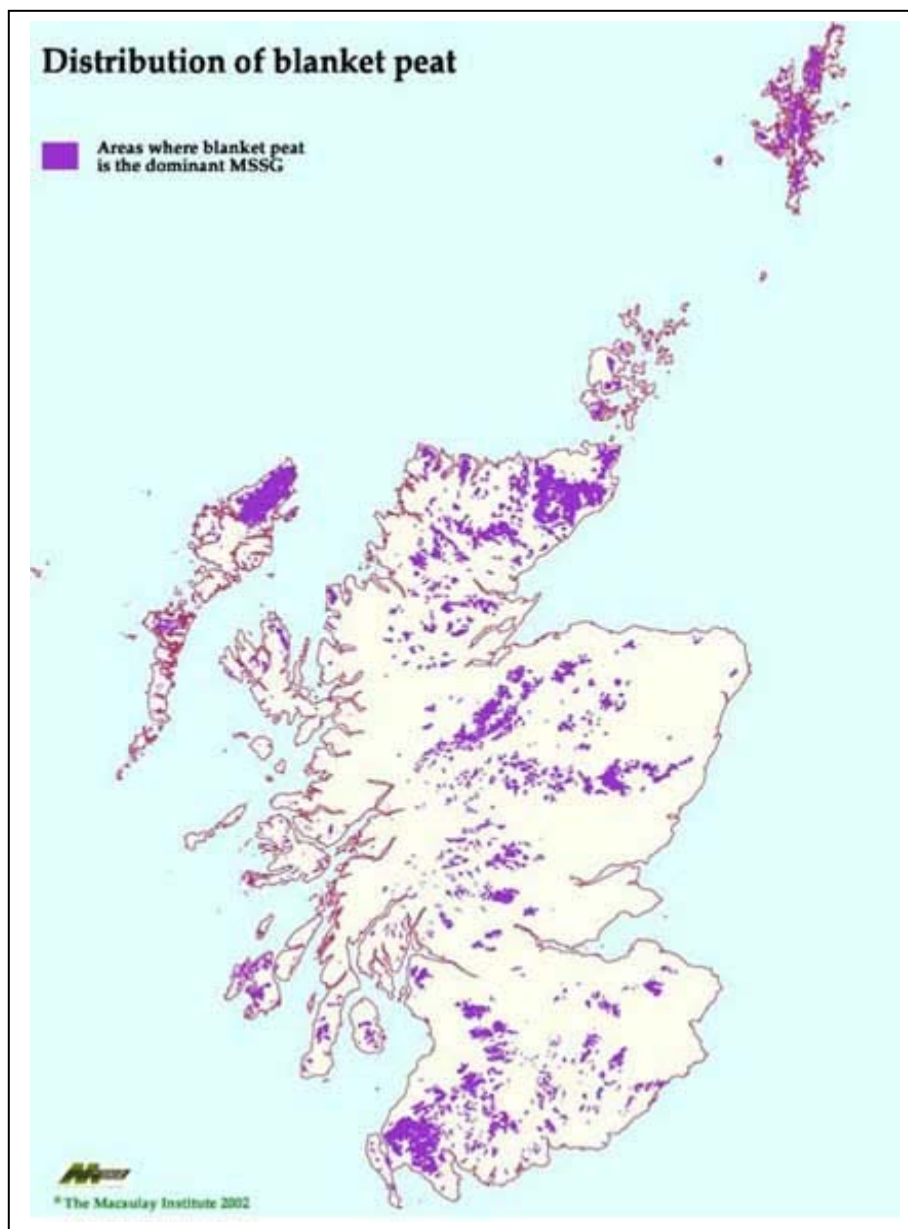 Distribution of blanket peat
Areas where blanket peat
is the dominant MSSG
© The Macaulay Institute 2002